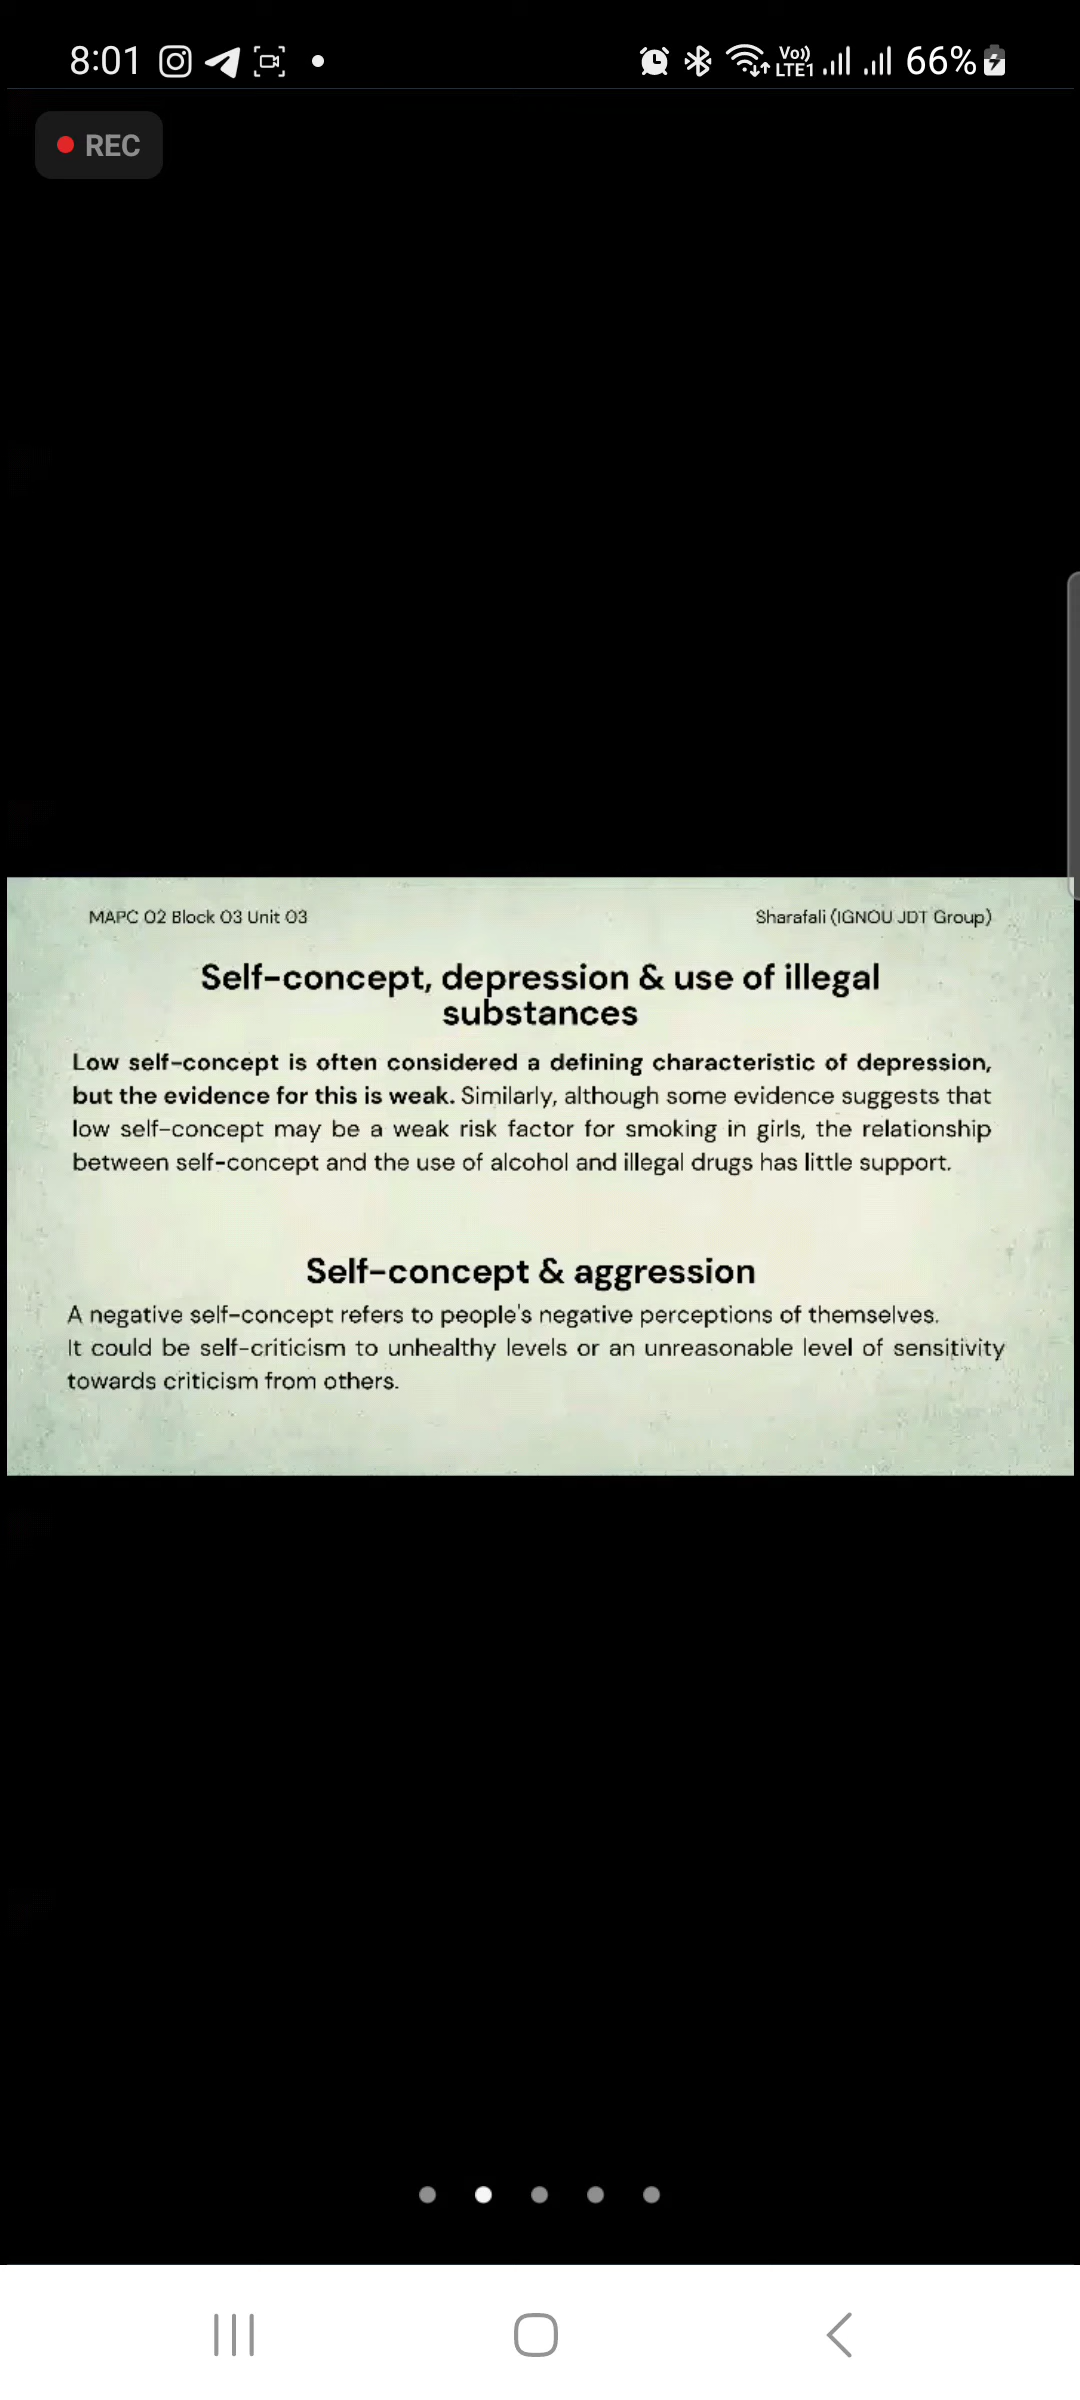 8:01
Vo)) LTE1
66%
REC
MAPC 02 Block 03 Unit 03
Sharafali (IGNOU JDT Group)
Self-concept, depression & use of illegal
substances
Low self-concept is often considered a defining characteristic of depression,
but the evidence for this is weak. Similarly, although some evidence suggests that
low self-concept may be a weak risk factor for smoking in girls, the relationship
between self-concept and the use of alcohol and illegal drugs has little support.
Self-concept & aggression
A negative self-concept refers to people's negative perceptions of themselves.
It could be self-criticism to unhealthy levels or an unreasonable level of sensitivity
towards criticism from others.